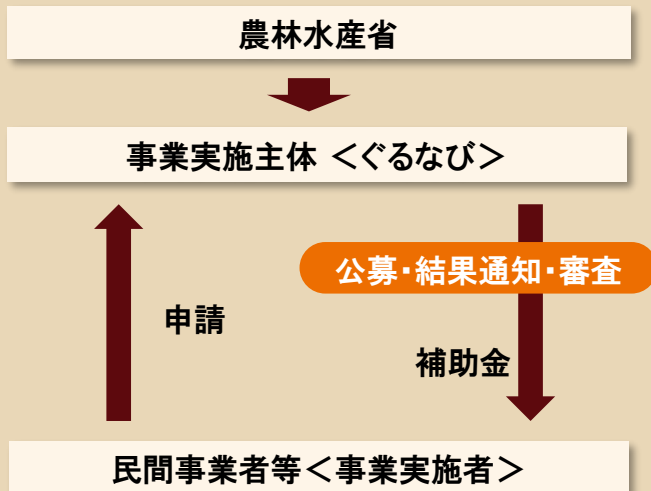 農林水産省
事業実施主体 <ぐるなび>
公募・結果通知・審査
申請
補助金
民間事業者等<事業実施者>